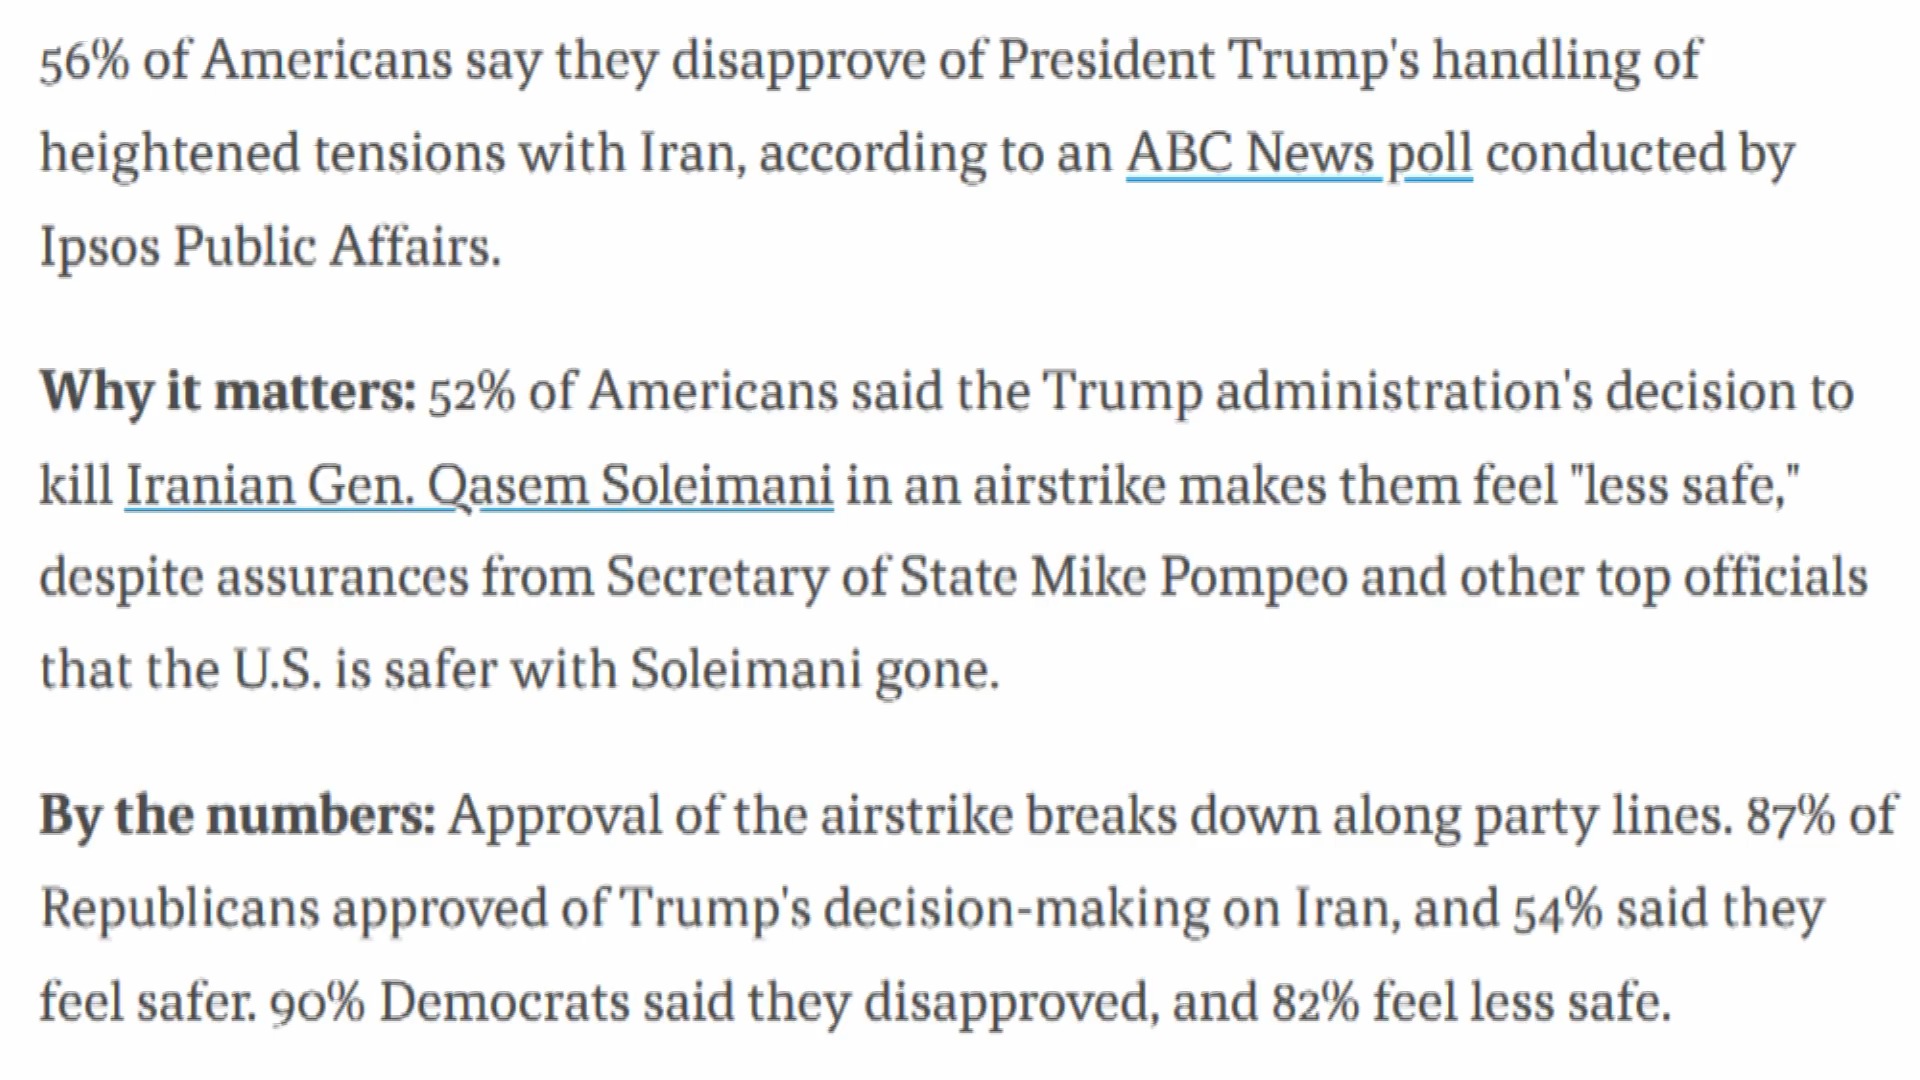 56% of Americans say they disapprove of President Trump's handling of
heightened tensions with Iran, according to an ABC News poll conducted by
Ipsos Public Affairs.
Why it matters: 52% of Americans said the Trump administration's decision to
kill Iranian Gen. Qasem Soleimani in an airstrike makes them feel "less safe,"
despite assurances from Secretary of State Mike Pompeo and other top officials
that the U.S. is safer with Soleimani gone.
By the numbers: Approval of the airstrike breaks down along party lines. 87% of
Republicans approved of Trump's decision-making on Iran, and 54% said they
feel safer. 90% Democrats said they disapproved, and 82% feel less safe.